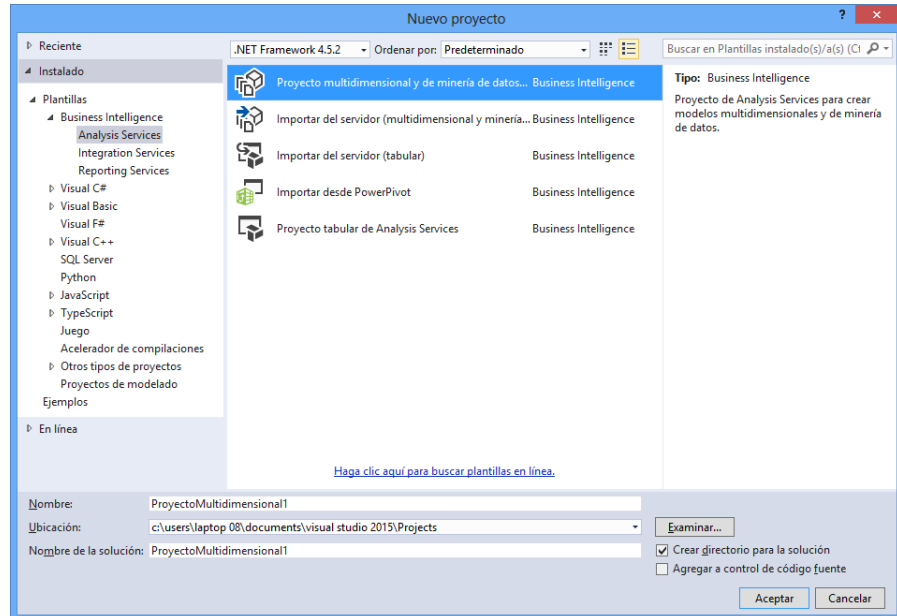 Nuevo proyecto
? ×
Reciente
.NET Framework 4.5.2 Ordenar por: Predeterminado
Buscar en Plantillas instalado(s)/a(s) (Ct
Instalado
Plantillas
Business Intelligence
Analysis Services
Integration Services
Reporting Services
Visual C#
Visual Basic
Visual F#
Visual C++
SQL Server
Python
JavaScript
TypeScript
Juego
Acelerador de compilaciones
Otros tipos de proyectos
Proyectos de modelado
Ejemplos
En línea
Proyecto multidimensional y de minería de datos... Business Intelligence
Importar del servidor (multidimensional y minería... Business Intelligence
Importar del servidor (tabular) Business Intelligence
Importar desde PowerPivot Business Intelligence
Proyecto tabular de Analysis Services Business Intelligence
Haga clic aquí para buscar plantillas en línea.
Tipo: Business Intelligence
Proyecto de Analysis Services para crear
modelos multidimensionales y de minería
de datos.
Nombre: ProyectoMultidimensional1
Ubicación: c:\users\laptop 08\documents\visual studio 2015\Projects
Examinar...
Nombre de la solución: ProyectoMultidimensional1
Crear directorio para la solución
Agregar a control de código fuente
Aceptar Cancelar